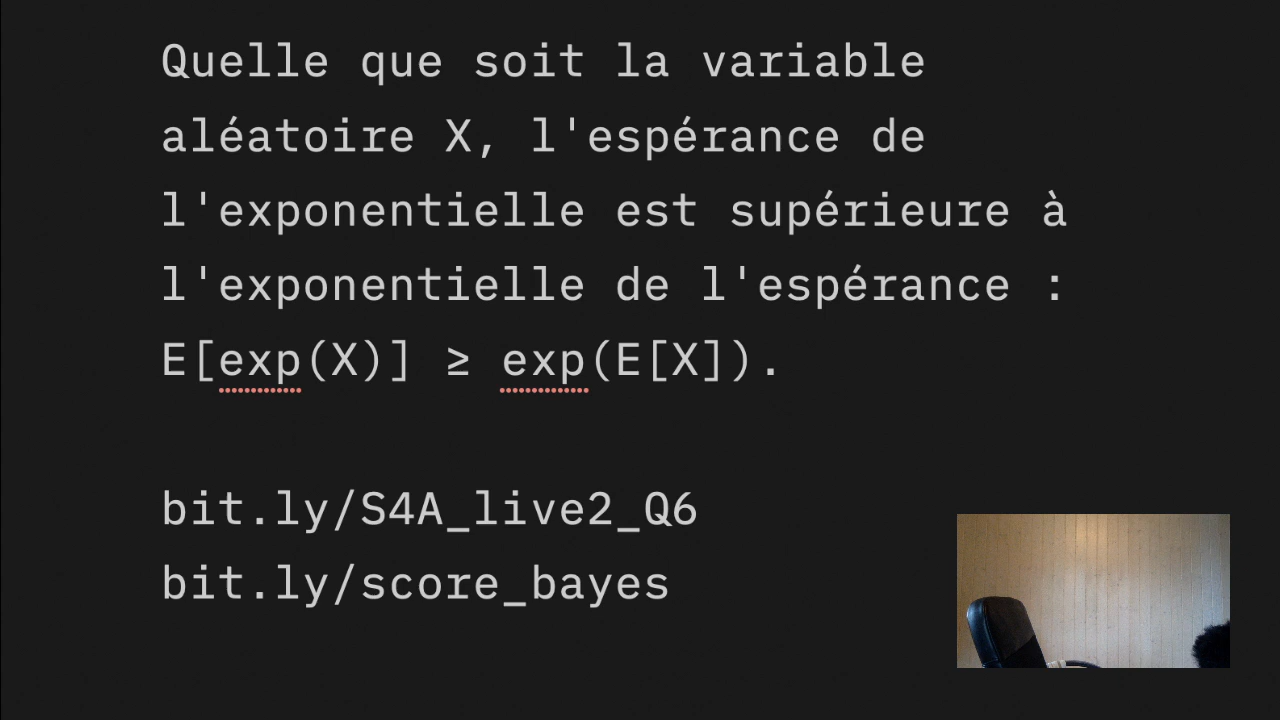 Quelle que soit la variable
aléatoire X, l'espérance de
l'exponentielle est supérieure à
l'exponentielle de l'espérance :
E[exp(X)] ≥ exp(E[X]).
bit.ly/S4A_live2_Q6
bit.ly/score_bayes